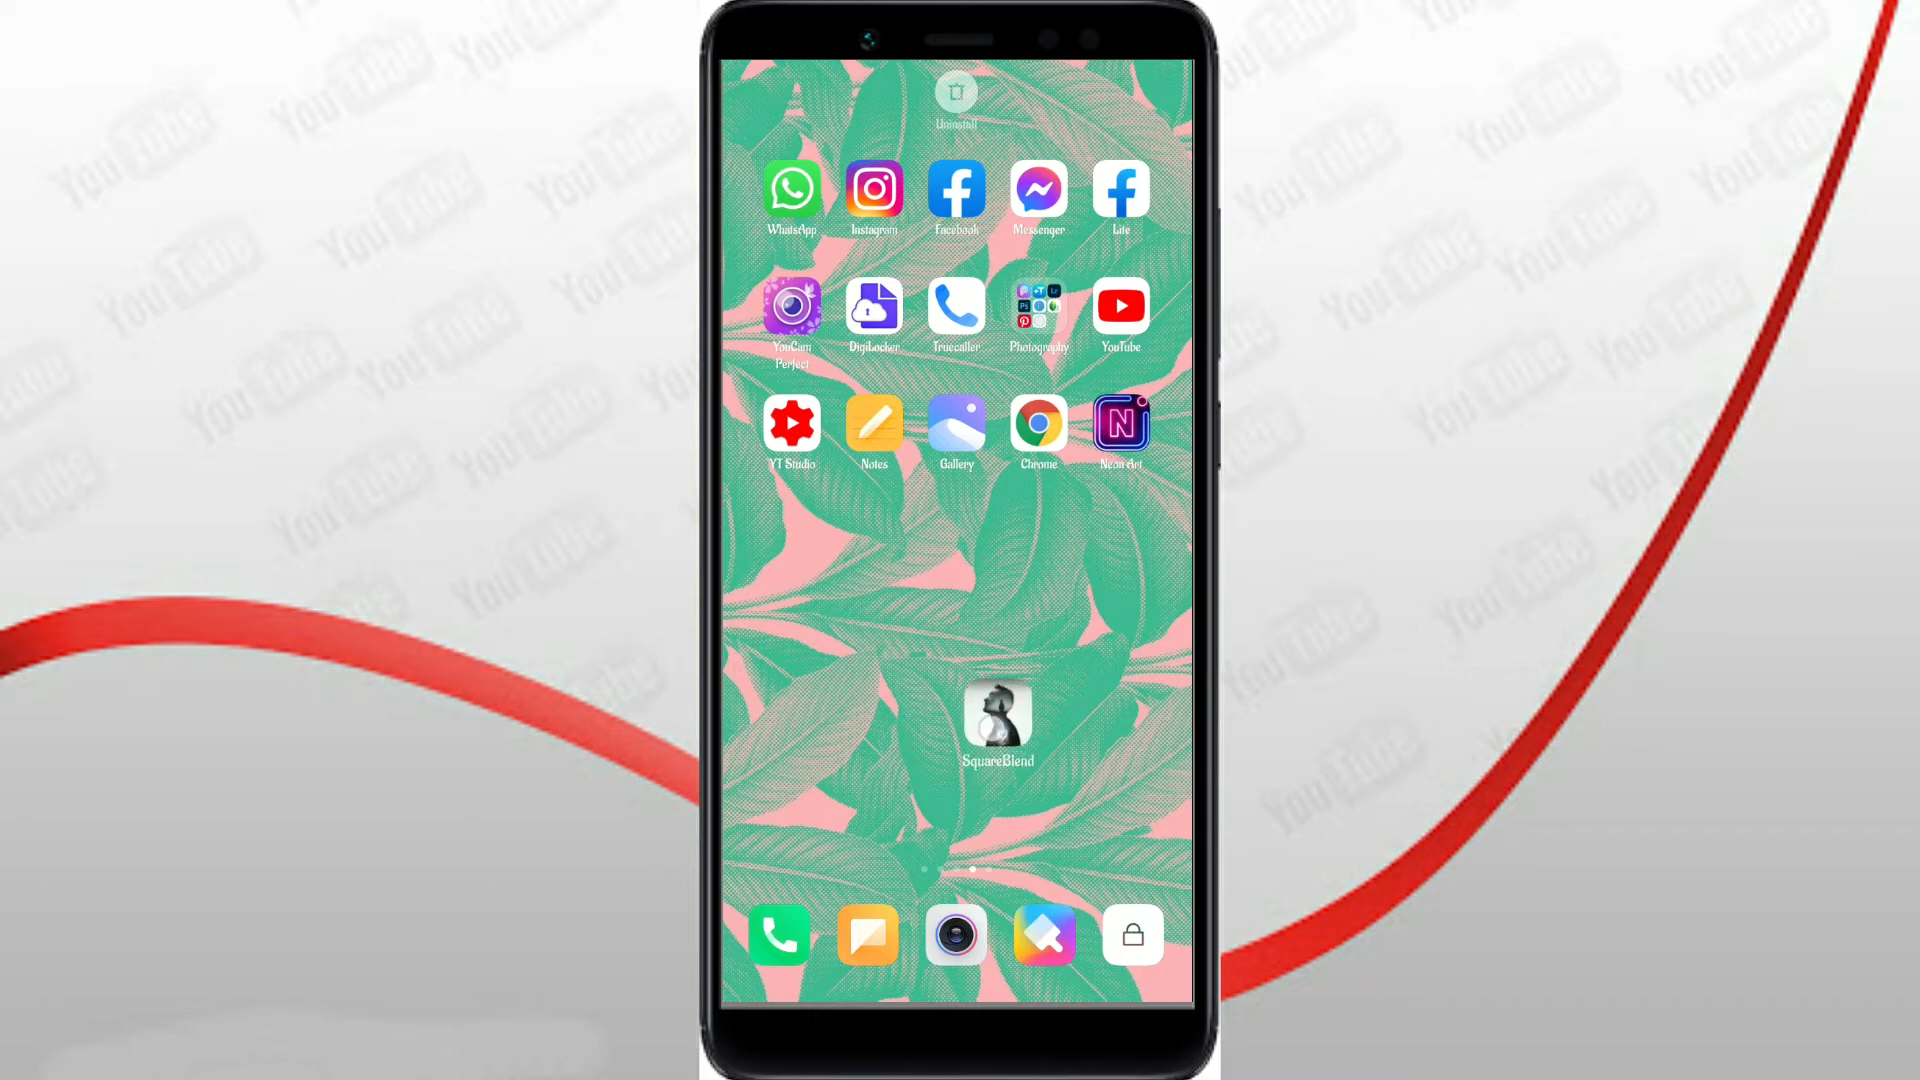 Uninstall
WhatsApp
Instagram
Facebook
Messenger
Lite
YouCam
Perfect
DigiLocker
Truecaller
Photography
YouTube
YT Studio
Notes
Gallery
Chrome
Neon Art
SquareBlend